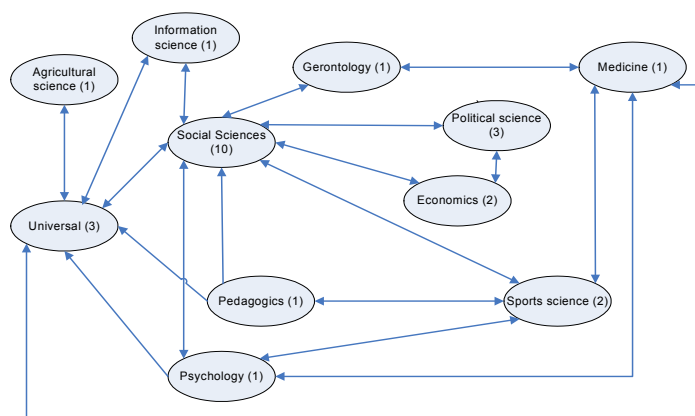 Information
science (1)
Gerontology (1)
Medicine (1)
Agricultural
science (1)
Political science
(3)
Social Sciences
(10)
Economics (2)
Universal (3)
Pedagogics (1)
Sports science (2)
Psychology (1)